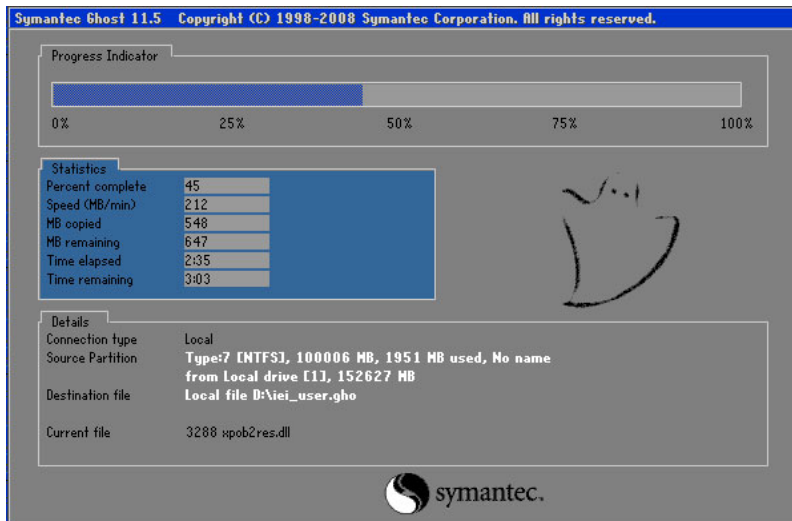 Symantec Ghost 11.5   Copyright (C) 1998-2008 Symantec Corporation. All rights reserved.
Progress Indicator
0% 25% 50% 75% 100%
Statistics
Percent complete 45
Speed (MB/min) 212
MB copied 548
MB remaining 647
Time elapsed 2:35
Time remaining 3:03
Details
Connection type Local
Source Partition Type:7 [NTFS], 100006 MB, 1951 MB used, No name
from Local drive [1], 152627 MB
Destination file Local file D:\iei_user.gho
Current file 3288 xpob2res.dll
symantec.